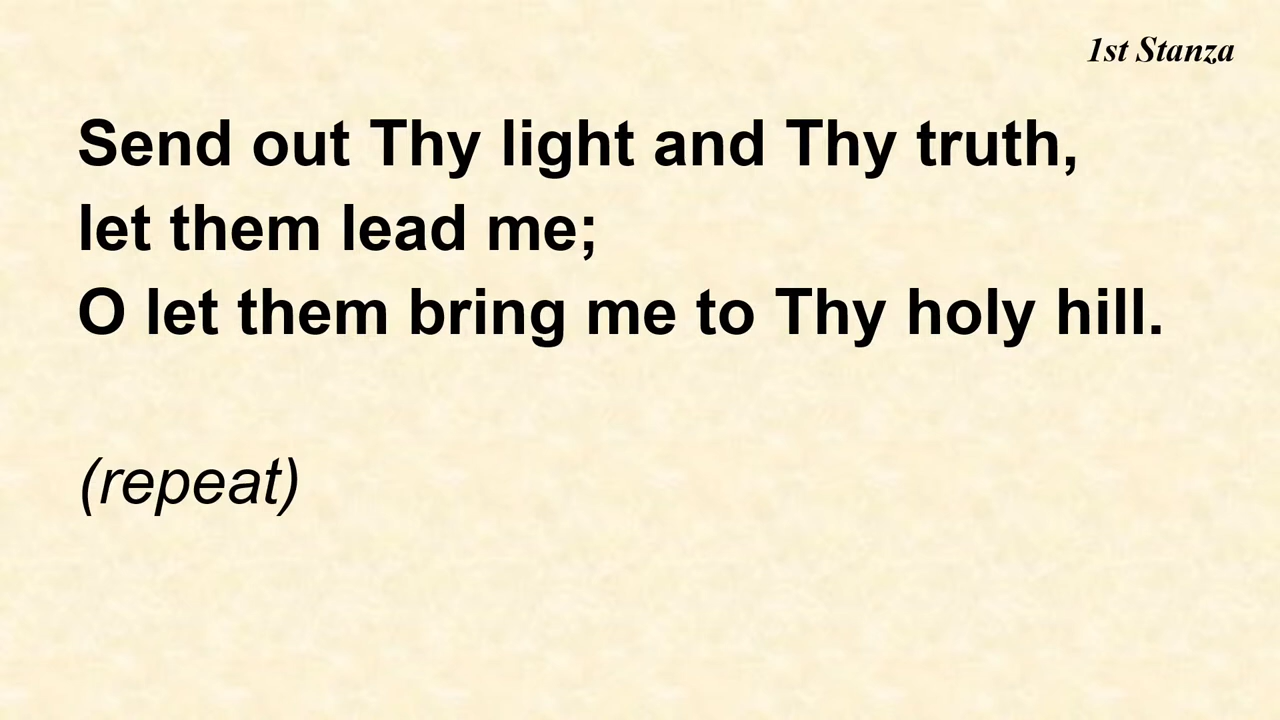 1st Stanza
Send out Thy light and Thy truth,
let them lead me;
O let them bring me to Thy holy hill.
(repeat)